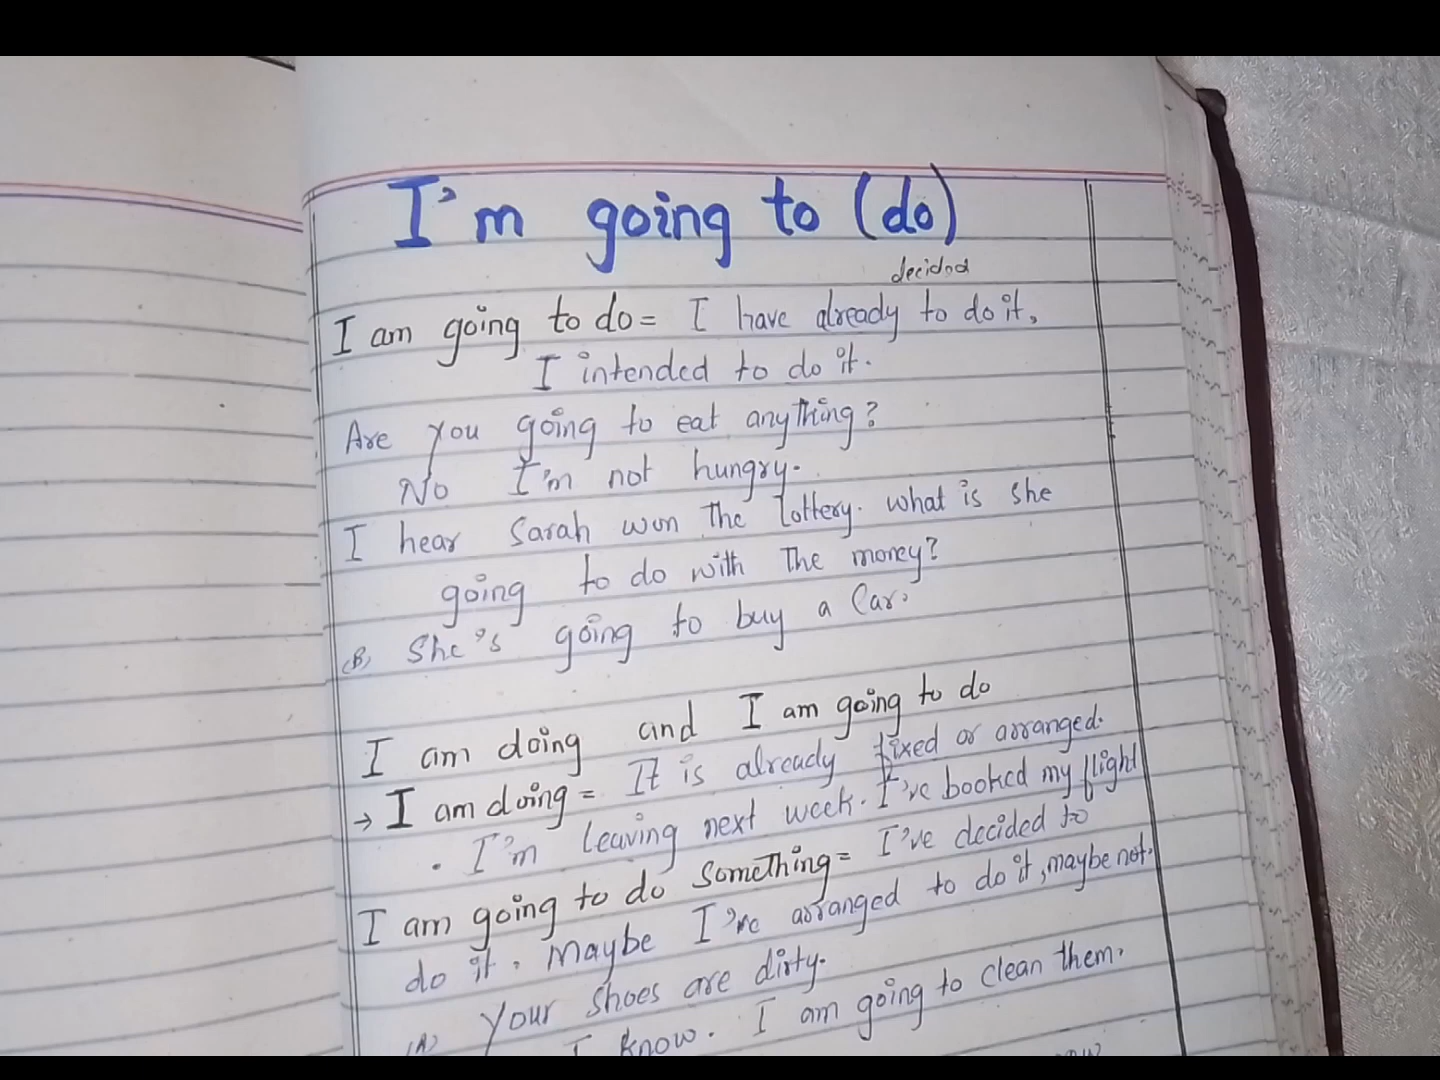 I'm going to (do)
decided
I am going to do = I have already to do it,
I intended to do it.
Are you going to eat anything?
No I'm not hungry.
I hear Sarah won the lottery. what is she
going to do with the money?
(B) She's going to buy a Car.
I am doing and I am going to do
→ I am doing = It is already fixed or arranged.
• I'm leaving next week. I've booked my flight
I am going to do something = I've decided to
do it. Maybe I've arranged to do it, maybe not.
(A) Your shoes are dirty.
I know. I am going to clean them.